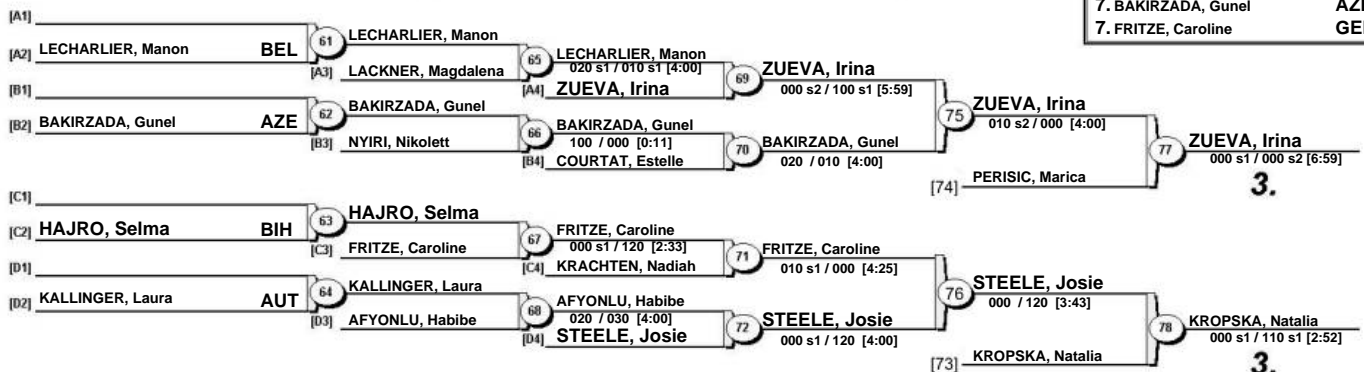 7. BAKIRZADA, Gunel
7. FRITZE, Caroline GE
[A1]
[A2] LECHARLIER, Manon BEL
61
LECHARLIER, Manon
[A3] LACKNER, Magdalena
65
LECHARLIER, Manon
020 s1 / 010 s1 [4:00]
[A4] ZUEVA, Irina
69
ZUEVA, Irina
000 s2 / 100 s1 [5:59]
[B1]
[B2] BAKIRZADA, Gunel AZE
62
BAKIRZADA, Gunel
[B3] NYIRI, Nikolett
66
BAKIRZADA, Gunel
100 / 000 [0:11]
[B4] COURTAT, Estelle
70
BAKIRZADA, Gunel
020 / 010 [4:00]
75
ZUEVA, Irina
010 s2 / 000 [4:00]
[74] PERISIC, Marica
77
ZUEVA, Irina
000 s1 / 000 s2 [6:59]
3.
[C1]
[C2] HAJRO, Selma BIH
63
HAJRO, Selma
[C3] FRITZE, Caroline
67
FRITZE, Caroline
000 s1 / 120 [2:33]
[C4] KRACHTEN, Nadiah
71
FRITZE, Caroline
010 s1 / 000 [4:25]
[D1]
[D2] KALLINGER, Laura AUT
64
KALLINGER, Laura
[D3] AFYONLU, Habibe
68
AFYONLU, Habibe
020 / 030 [4:00]
[D4] STEELE, Josie
72
STEELE, Josie
000 s1 / 120 [4:00]
76
STEELE, Josie
000 / 120 [3:43]
[73] KROPSKA, Natalia
78
KROPSKA, Natalia
000 s1 / 110 s1 [2:52]
3.